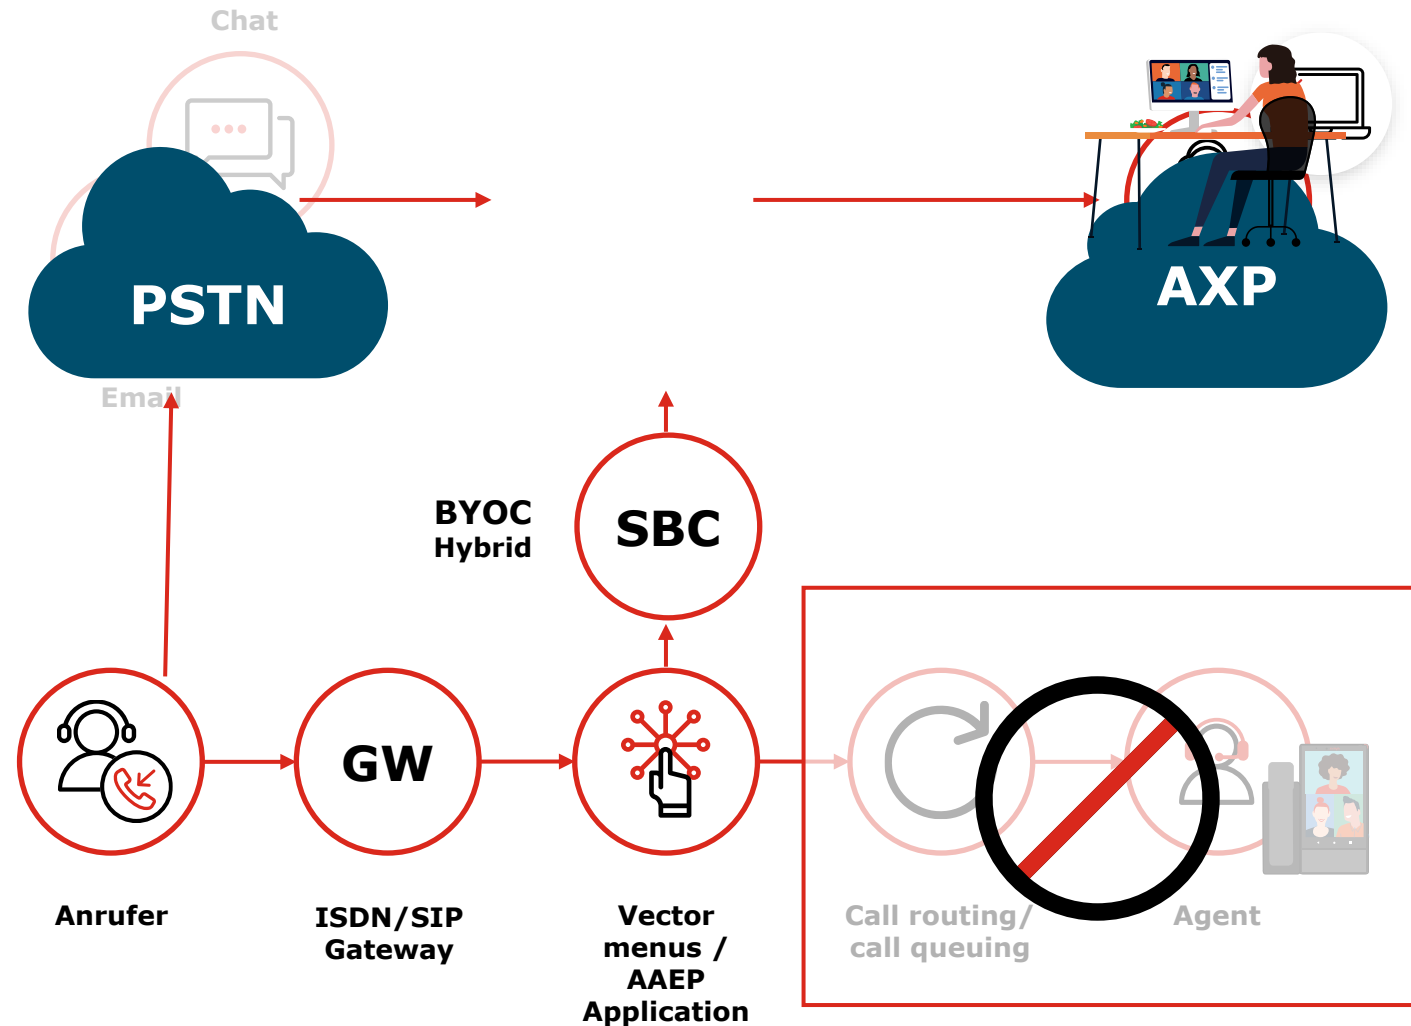 Chat
PSTN
AXP
Email
BYOC
Hybrid
SBC
GW
Anrufer
ISDN/SIP
Gateway
Vector
menus /
AAEP
Application
Call routing/
call queuing
Agent